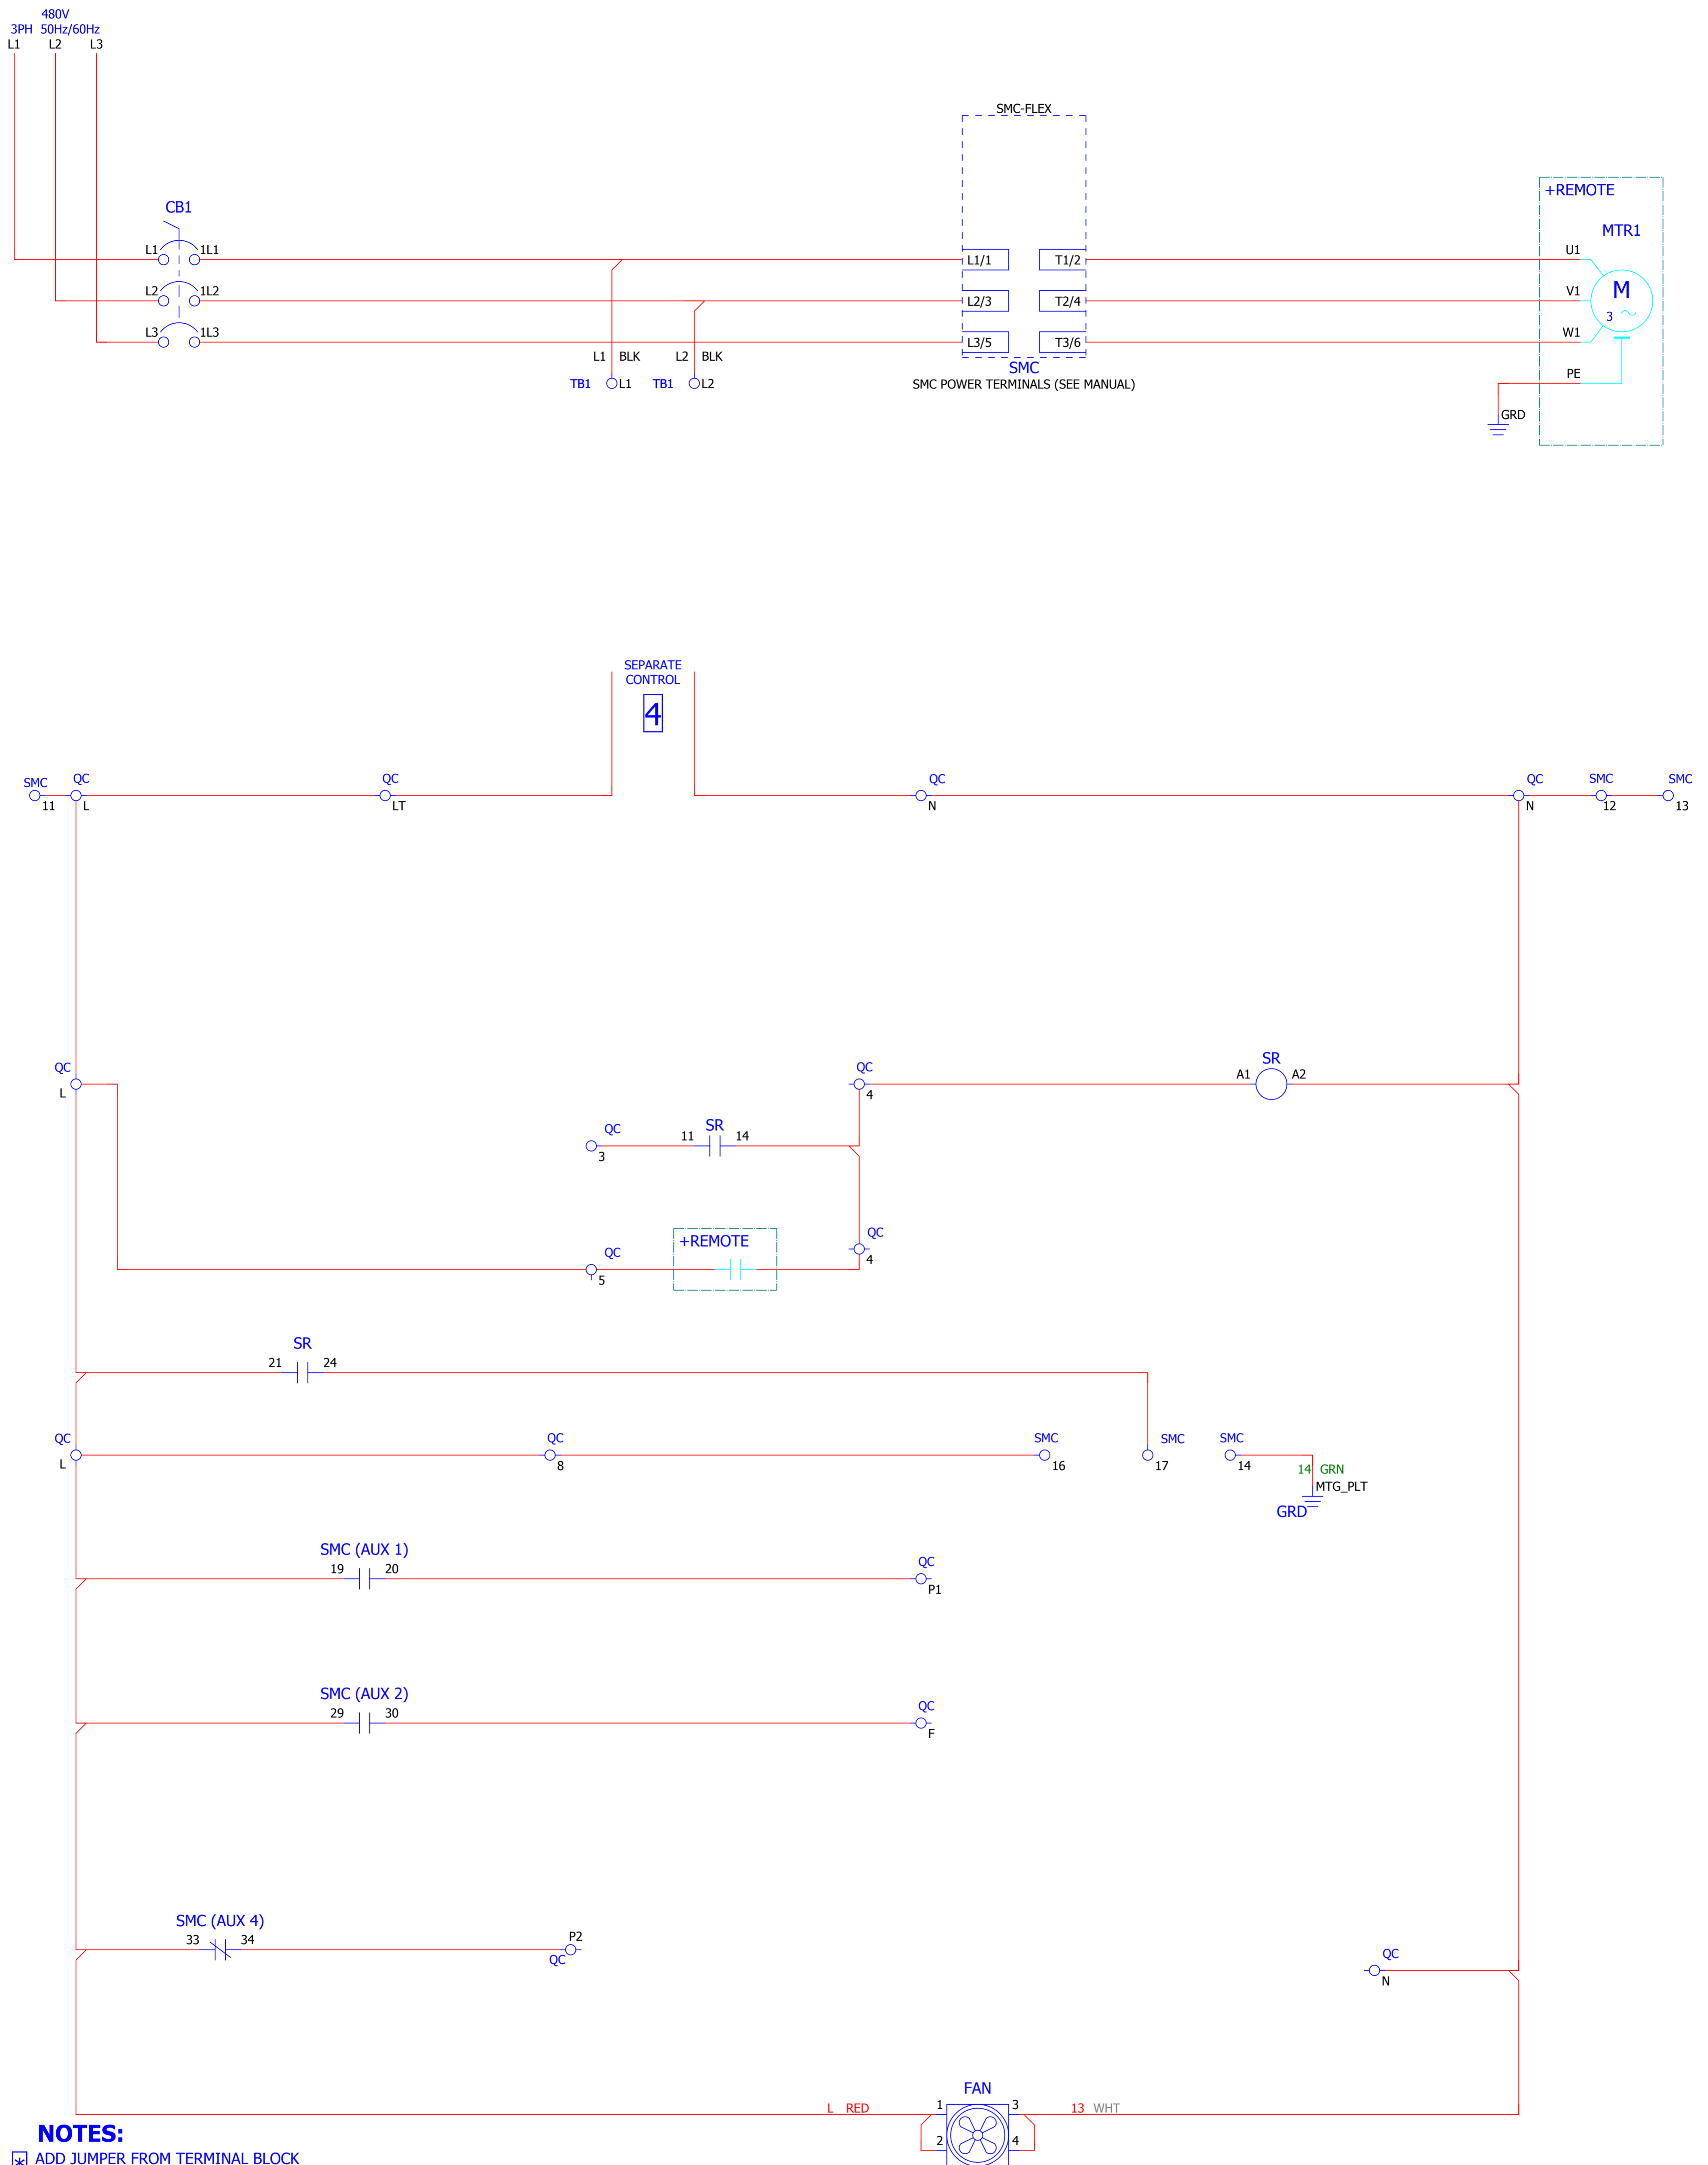 480V
3PH 50Hz/60Hz
L1 L2 L3
SMC-FLEX
+REMOTE
CB1
MTR1
L1 1L1 L1/1 T1/2 U1
L2 1L2 L2/3 T2/4 V1
M
3
L3 1L3 L3/5 T3/6 W1
L1 BLK L2 BLK
SMC
PE
TB1 L1 TB1 L2
SMC POWER TERMINALS (SEE MANUAL)
GRD
SEPARATE
CONTROL
4
SMC QC QC QC QC SMC SMC
11 L LT N N 12 13
QC QC SR
L 4 A1 A2
QC SR
3 11 14
QC +REMOTE QC
5 4
SR
21 24
QC QC SMC SMC SMC
L 8 16 17 14
14 GRN
MTG_PLT
GRD
SMC (AUX 1)
19 20 QC
P1
SMC (AUX 2)
29 30 QC
F
SMC (AUX 4)
33 34 P2
QC
QC
N
FAN
L RED 1 3 13 WHT
2 4
NOTES:
* ADD JUMPER FROM TERMINAL BLOCK